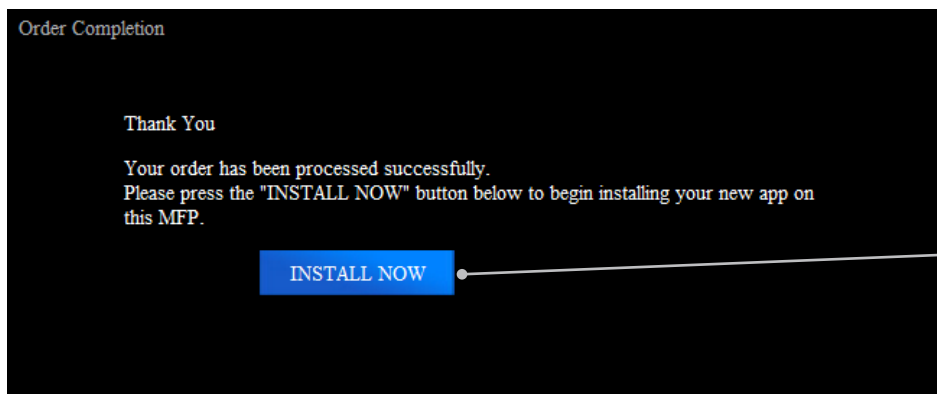 Order Completion
Thank You
Your order has been processed successfully.
Please press the "INSTALL NOW" button below to begin installing your new app on
this MFP.
INSTALL NOW